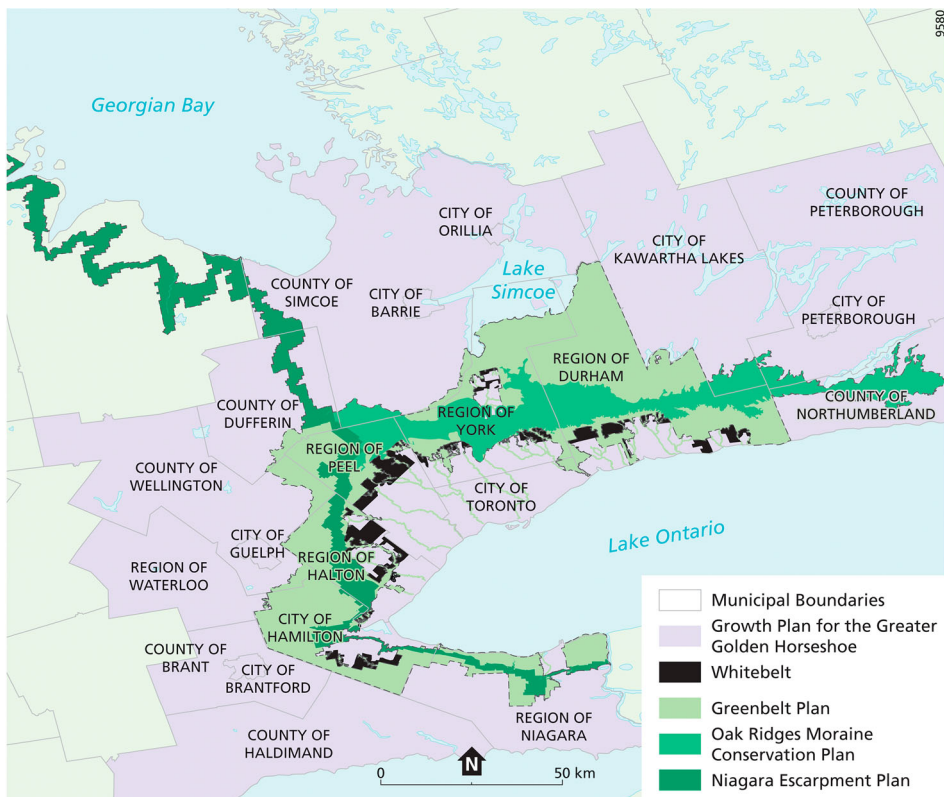 9580
Georgian Bay
COUNTY OF
PETERBOROUGH
CITY OF
ORILLIA
CITY OF
KAWARTHA LAKES
Lake
Simcoe
COUNTY OF
SIMCOE
CITY OF
BARRIE
CITY OF
PETERBOROUGH
REGION OF
DURHAM
COUNTY OF
NORTHUMBERLAND
COUNTY OF
DUFFERIN
REGION OF
YORK
REGION OF
PEEL
COUNTY OF
WELLINGTON
CITY OF
TORONTO
CITY OF
GUELPH
Lake Ontario
REGION OF
WATERLOO
REGION OF
HALTON
CITY OF
HAMILTON
COUNTY OF
BRANT
CITY OF
BRANTFORD
REGION OF
NIAGARA
COUNTY OF
HALDIMAND
N
0 50 km
Municipal Boundaries
Growth Plan for the Greater
Golden Horseshoe
Whitebelt
Greenbelt Plan
Oak Ridges Moraine
Conservation Plan
Niagara Escarpment Plan